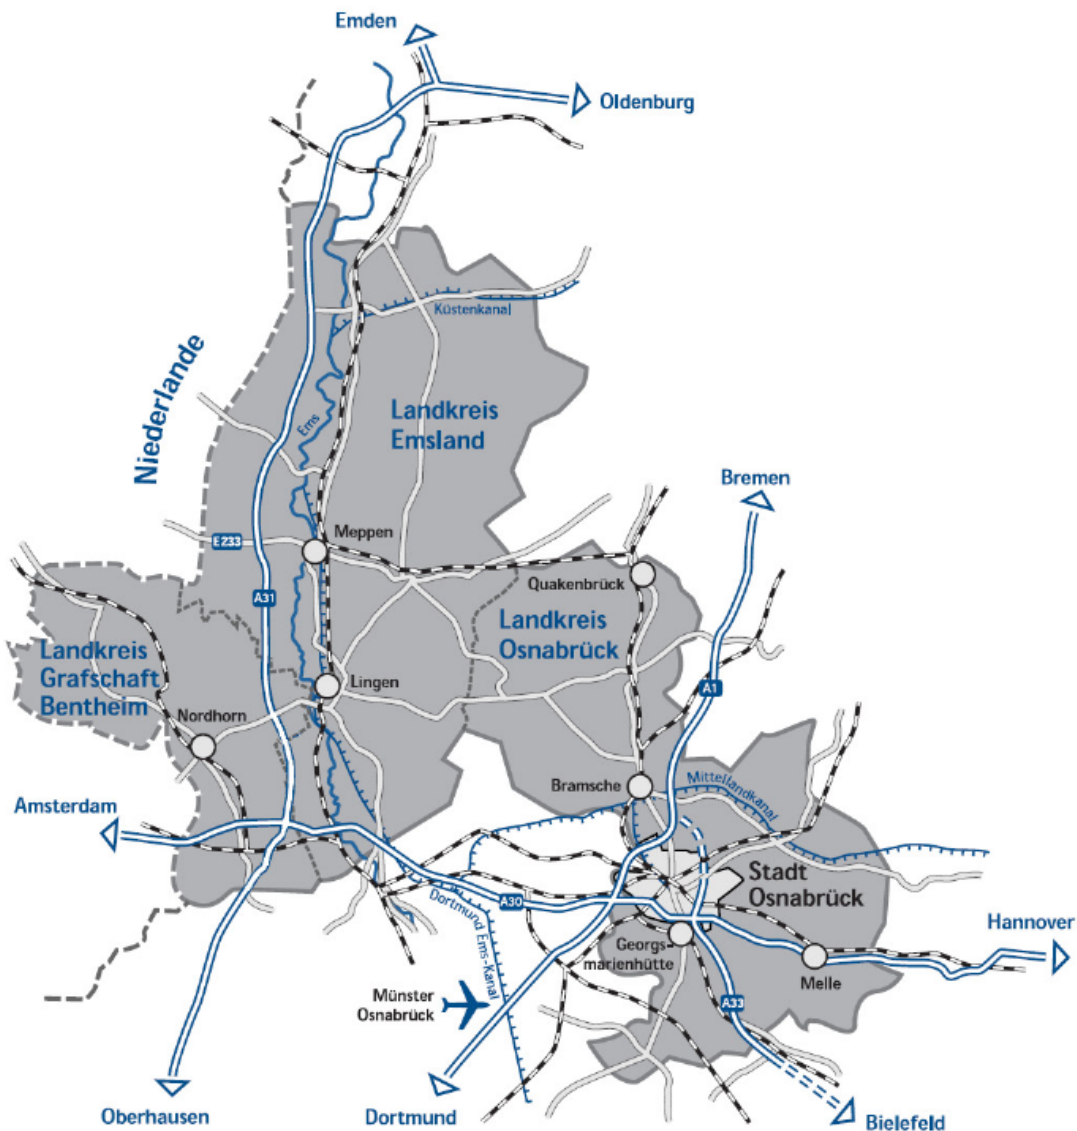 Emden
Oldenburg
Küstenkanal
Niederlande
Ems
Landkreis
Emsland
Bremen
Meppen
E233
Quakenbrück
A31
Landkreis
Osnabrück
Landkreis
Grafschaft
Bentheim
Lingen
A1
Nordhorn
Bramsche
Mittellandkanal
Amsterdam
Stadt
Osnabrück
A30
Dortmund Ems-Kanal
Hannover
Georgs-
marienhütte
Melle
Münster
Osnabrück
A33
Oberhausen
Dortmund
Bielefeld